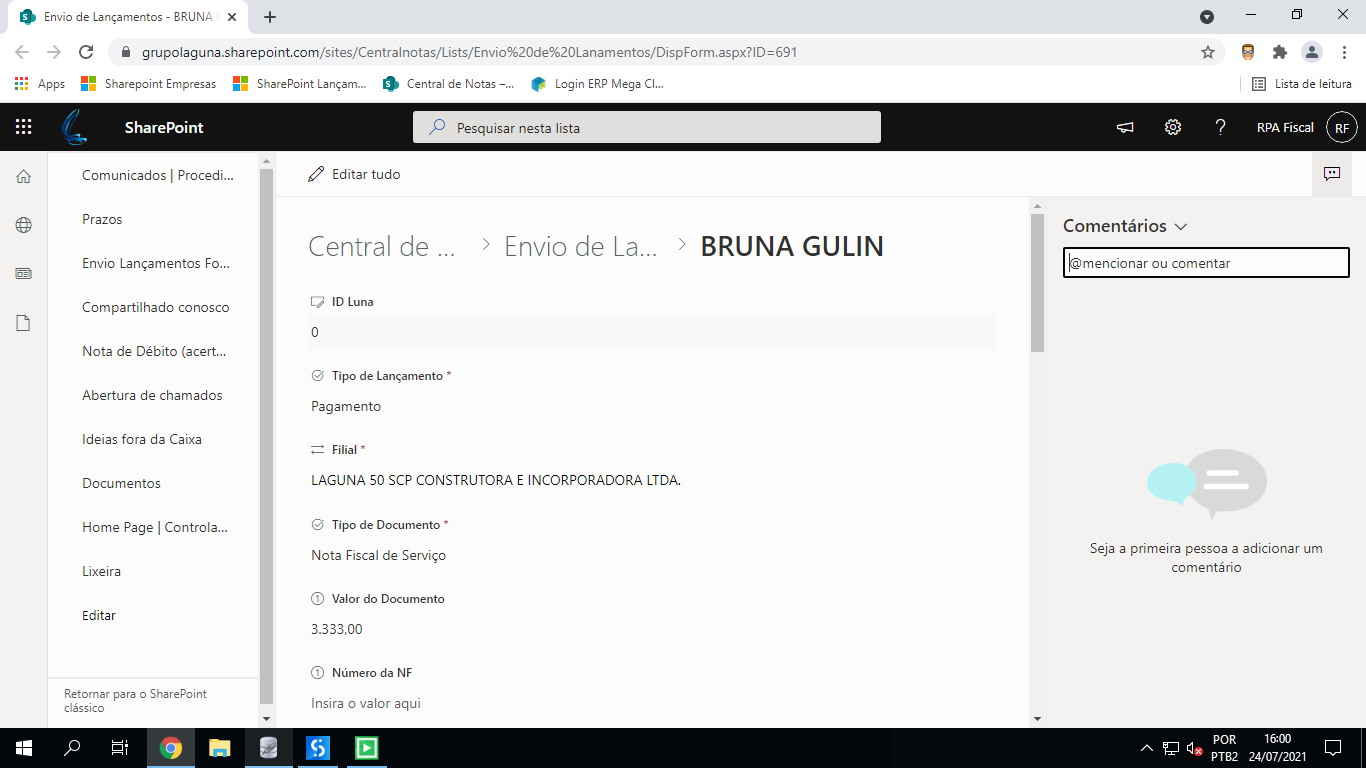 Envio de Lançamentos - BRUNA G
grupolaguna.sharepoint.com/sites/Centralnotas/Lists/Envio%20de%20Lanamentos/DispForm.aspx?ID=691
Apps
Sharepoint Empresas
SharePoint Lançam...
Central de Notas –...
Login ERP Mega Cl...
Lista de leitura
SharePoint
Pesquisar nesta lista
RPA Fiscal
RF
Comunicados | Procedi...
Prazos
Envio Lançamentos Fo...
Compartilhado conosco
Nota de Débito (acert...
Abertura de chamados
Ideias fora da Caixa
Documentos
Home Page | Controla...
Lixeira
Editar
Retornar para o SharePoint
clássico
Editar tudo
Central de ... > Envio de La... > BRUNA GULIN
ID Luna
0
Tipo de Lançamento *
Pagamento
Filial *
LAGUNA 50 SCP CONSTRUTORA E INCORPORADORA LTDA.
Tipo de Documento *
Nota Fiscal de Serviço
Valor do Documento
3.333,00
Número da NF
Insira o valor aqui
Comentários
@mencionar ou comentar
Seja a primeira pessoa a adicionar um
comentário
POR
PTB2
16:00
24/07/2021